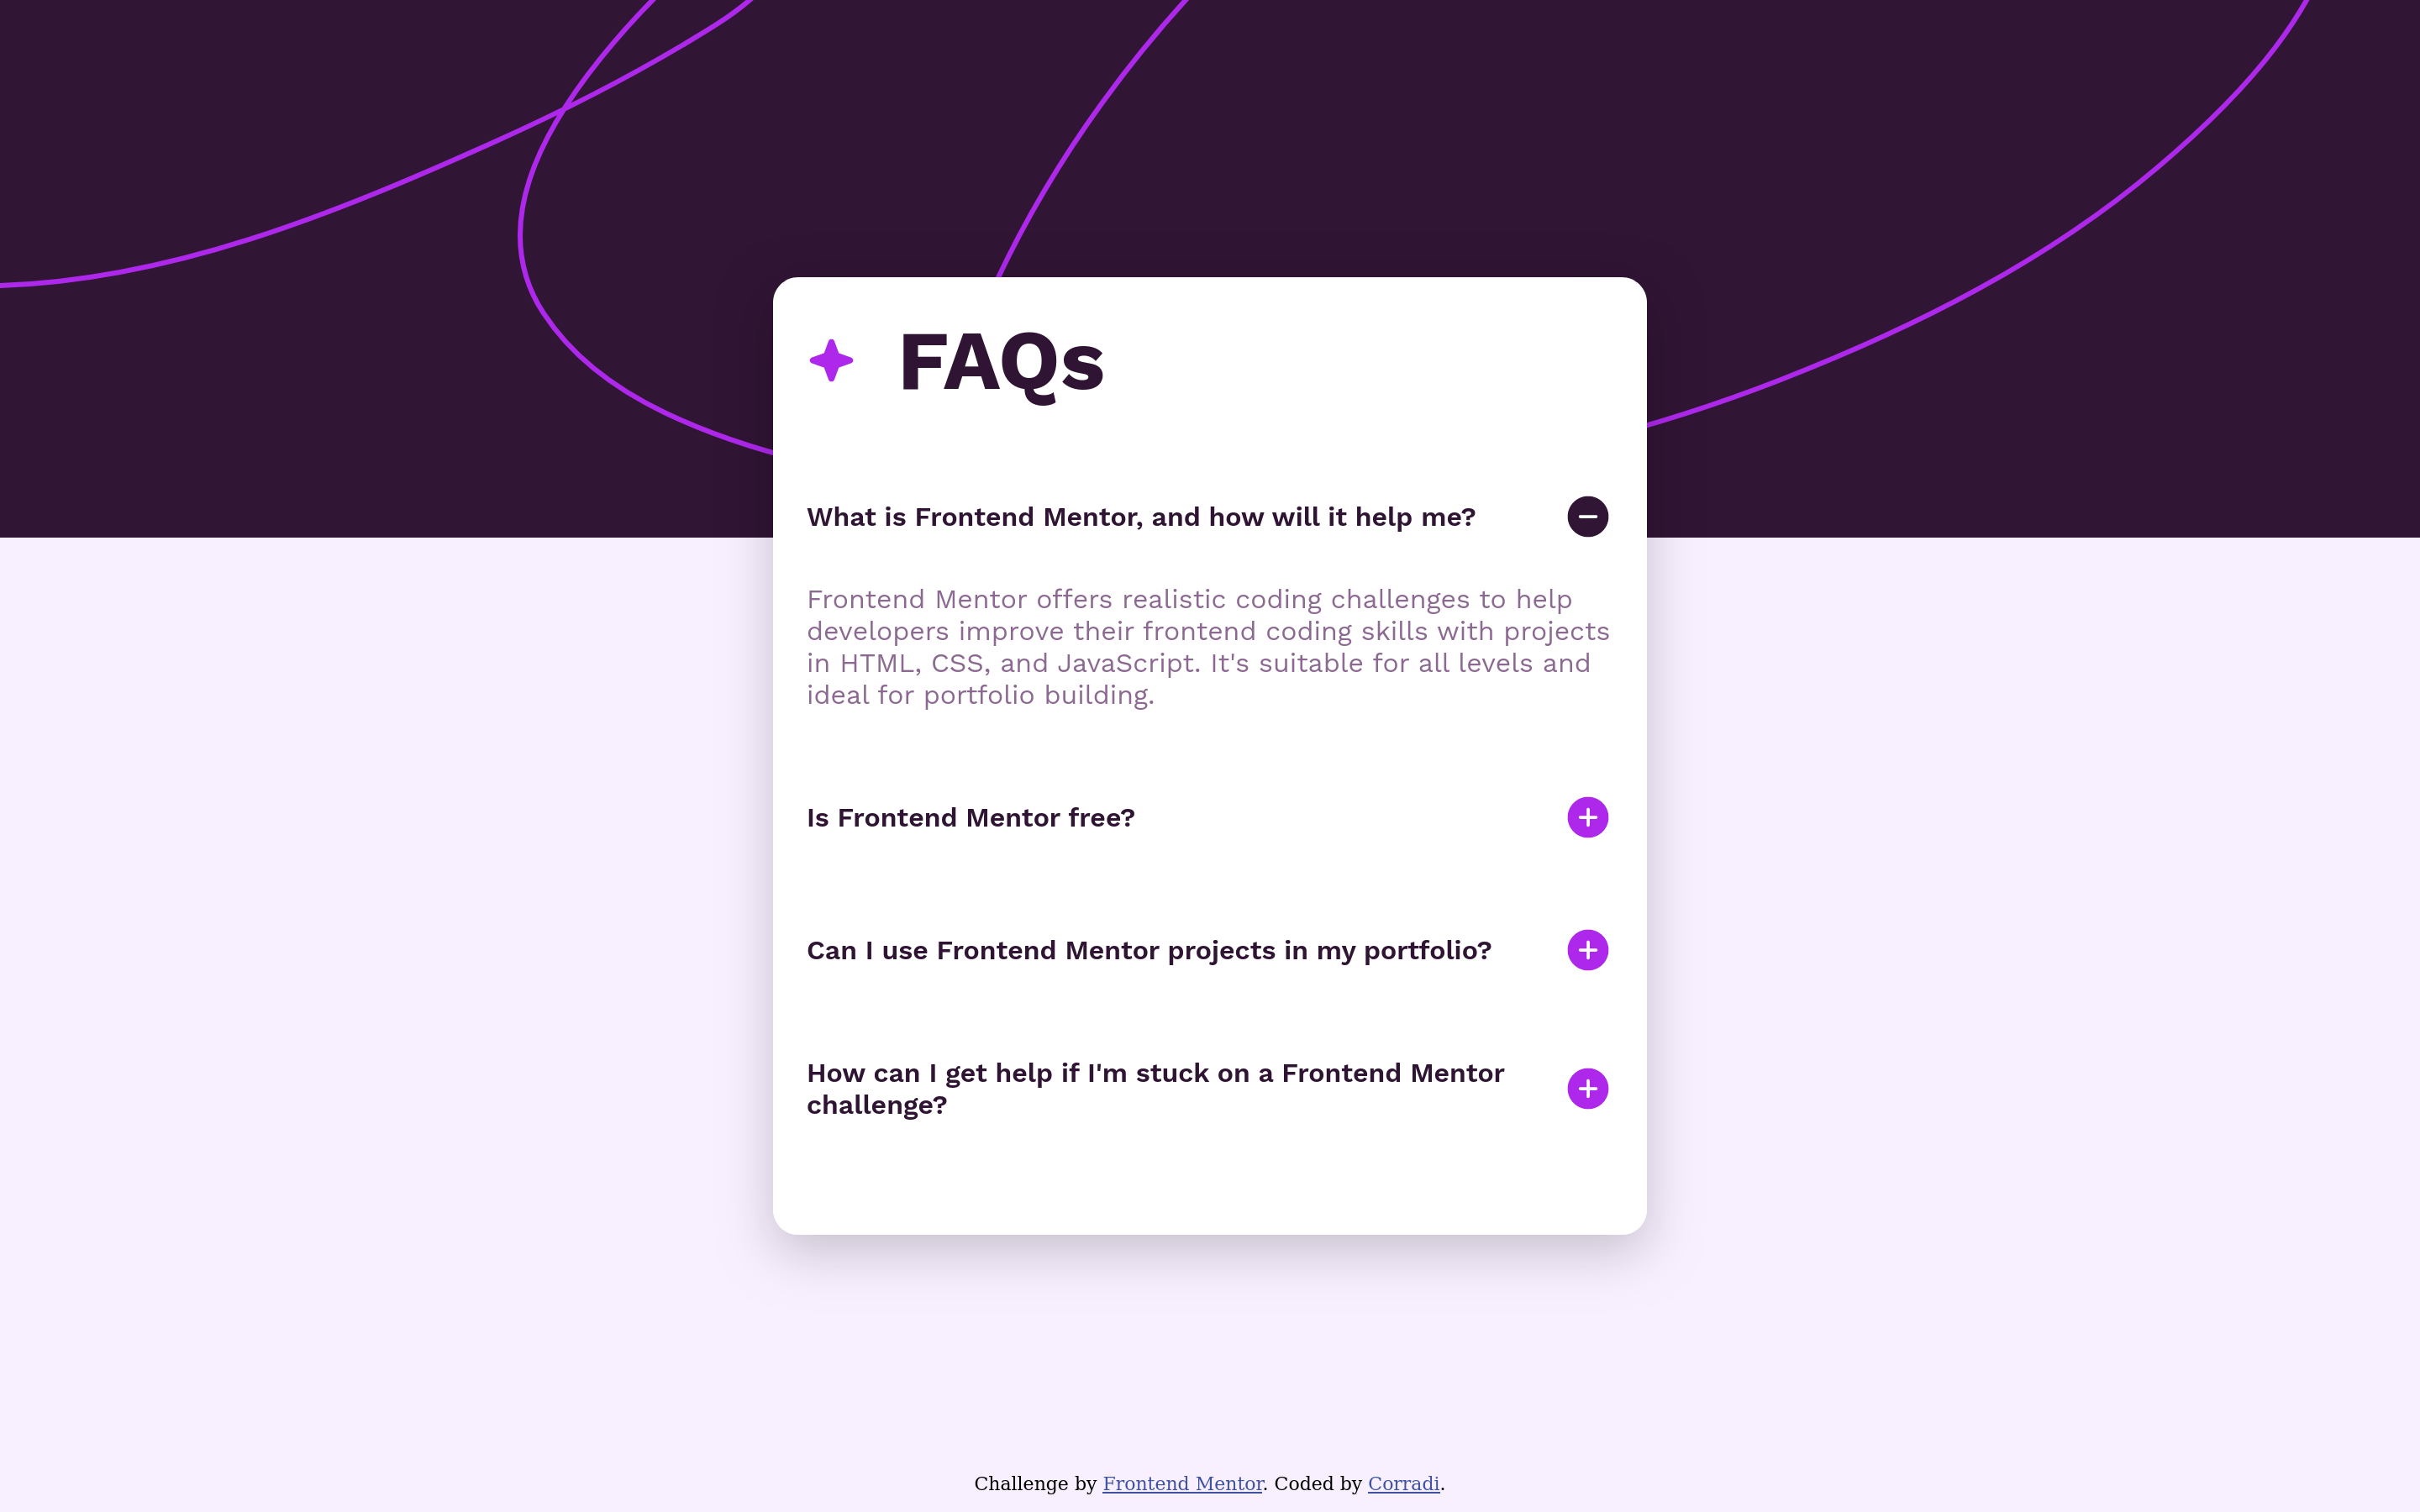 FAQs
What is Frontend Mentor, and how will it help me?
Frontend Mentor offers realistic coding challenges to help
developers improve their frontend coding skills with projects
in HTML, CSS, and JavaScript. It's suitable for all levels and
ideal for portfolio building.
Is Frontend Mentor free?
Can I use Frontend Mentor projects in my portfolio?
How can I get help if I'm stuck on a Frontend Mentor
challenge?
Challenge by Frontend Mentor. Coded by Corradi.